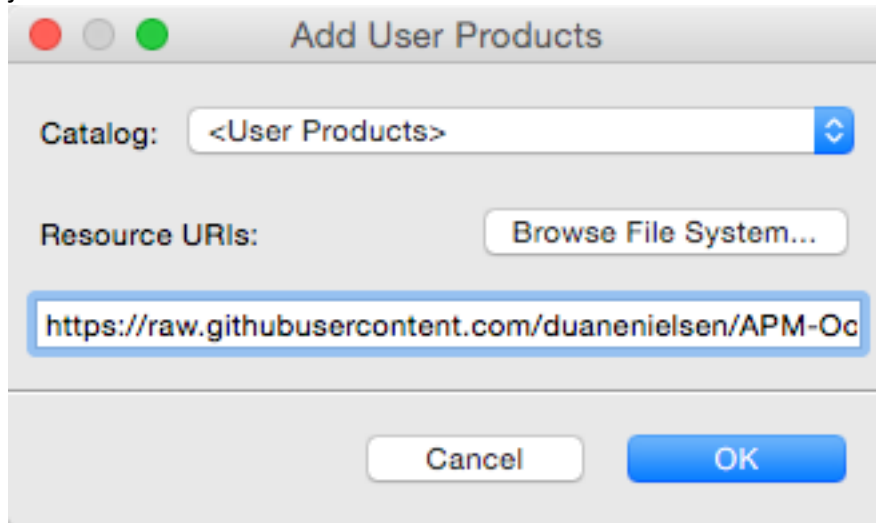 Add User Products
Catalog: <User Products>
Resource URIs: Browse File System...
https://raw.githubusercontent.com/duanenielsen/APM-Oc
Cancel OK